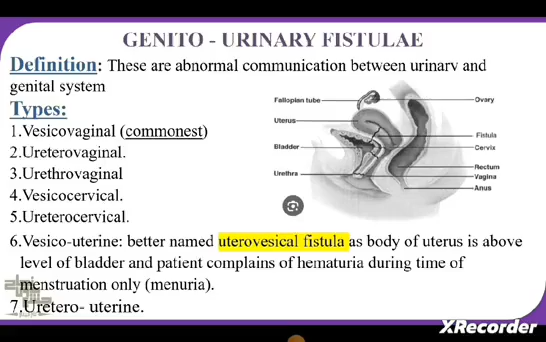 GENITO - URINARY FISTULAE
Definition: These are abnormal communication between urinary and
genital system
Types:
1.Vesicovaginal (commonest)
2.Ureterovaginal.
3.Urethrovaginal
4.Vesicocervical.
5.Ureterocervical.
Fallopian tube
Ovary
Uterus
Fistula
Bladder
Cervix
Rectum
Urethra
Vagina
Anus
6.Vesico-uterine: better named uterovesical fistula as body of uterus is above
level of bladder and patient complains of hematuria during time of
menstruation only (menuria).
7.Uretero- uterine.
XRecorder